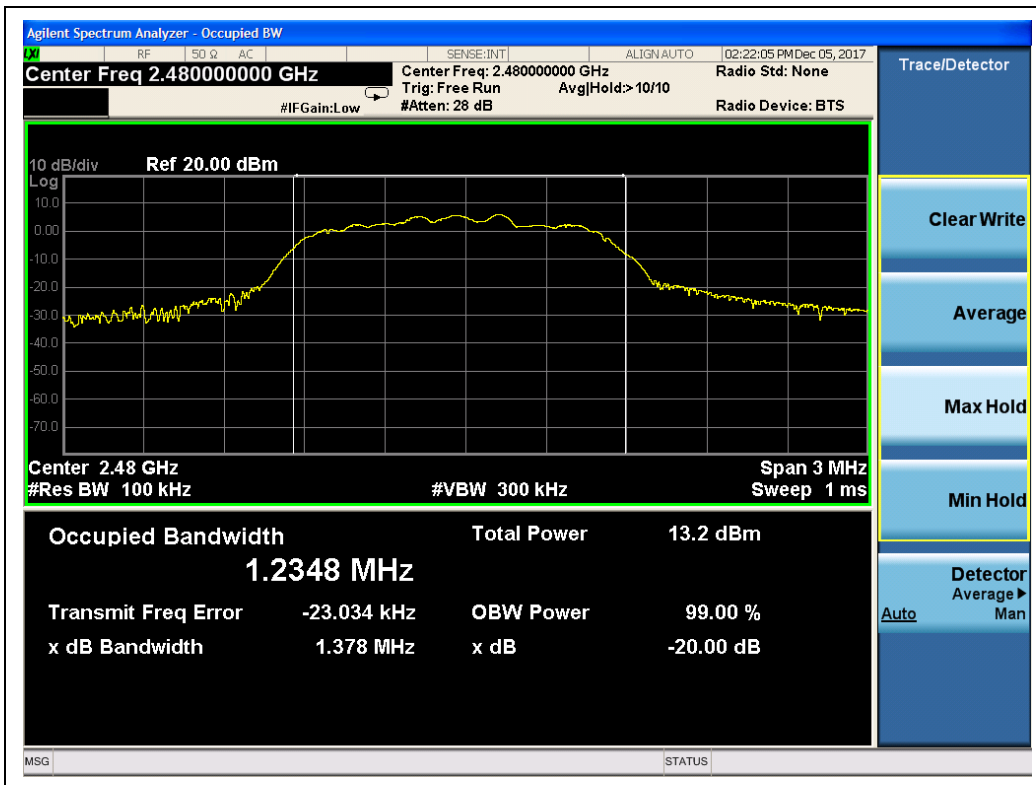 Agilent Spectrum Analyzer - Occupied BW
LXI RF 50 Ω AC SENSE:INT ALIGN AUTO 02:22:05 PM Dec 05, 2017
Center Freq 2.480000000 GHz
Center Freq: 2.480000000 GHz
Radio Std: None
Trig: Free Run Avg|Hold:> 10/10
#IFGain:Low
#Atten: 28 dB
Radio Device: BTS
10 dB/div Ref 20.00 dBm
Log
10.0
0.00
-10.0
-20.0
-30.0
-40.0
-50.0
-60.0
-70.0
Center 2.48 GHz Span 3 MHz
#Res BW 100 kHz #VBW 300 kHz Sweep 1 ms
Occupied Bandwidth Total Power 13.2 dBm
1.2348 MHz
Transmit Freq Error -23.034 kHz OBW Power 99.00 %
x dB Bandwidth 1.378 MHz x dB -20.00 dB
MSG STATUS
Trace/Detector
Clear Write
Average
Max Hold
Min Hold
Detector
Average▶
Auto Man